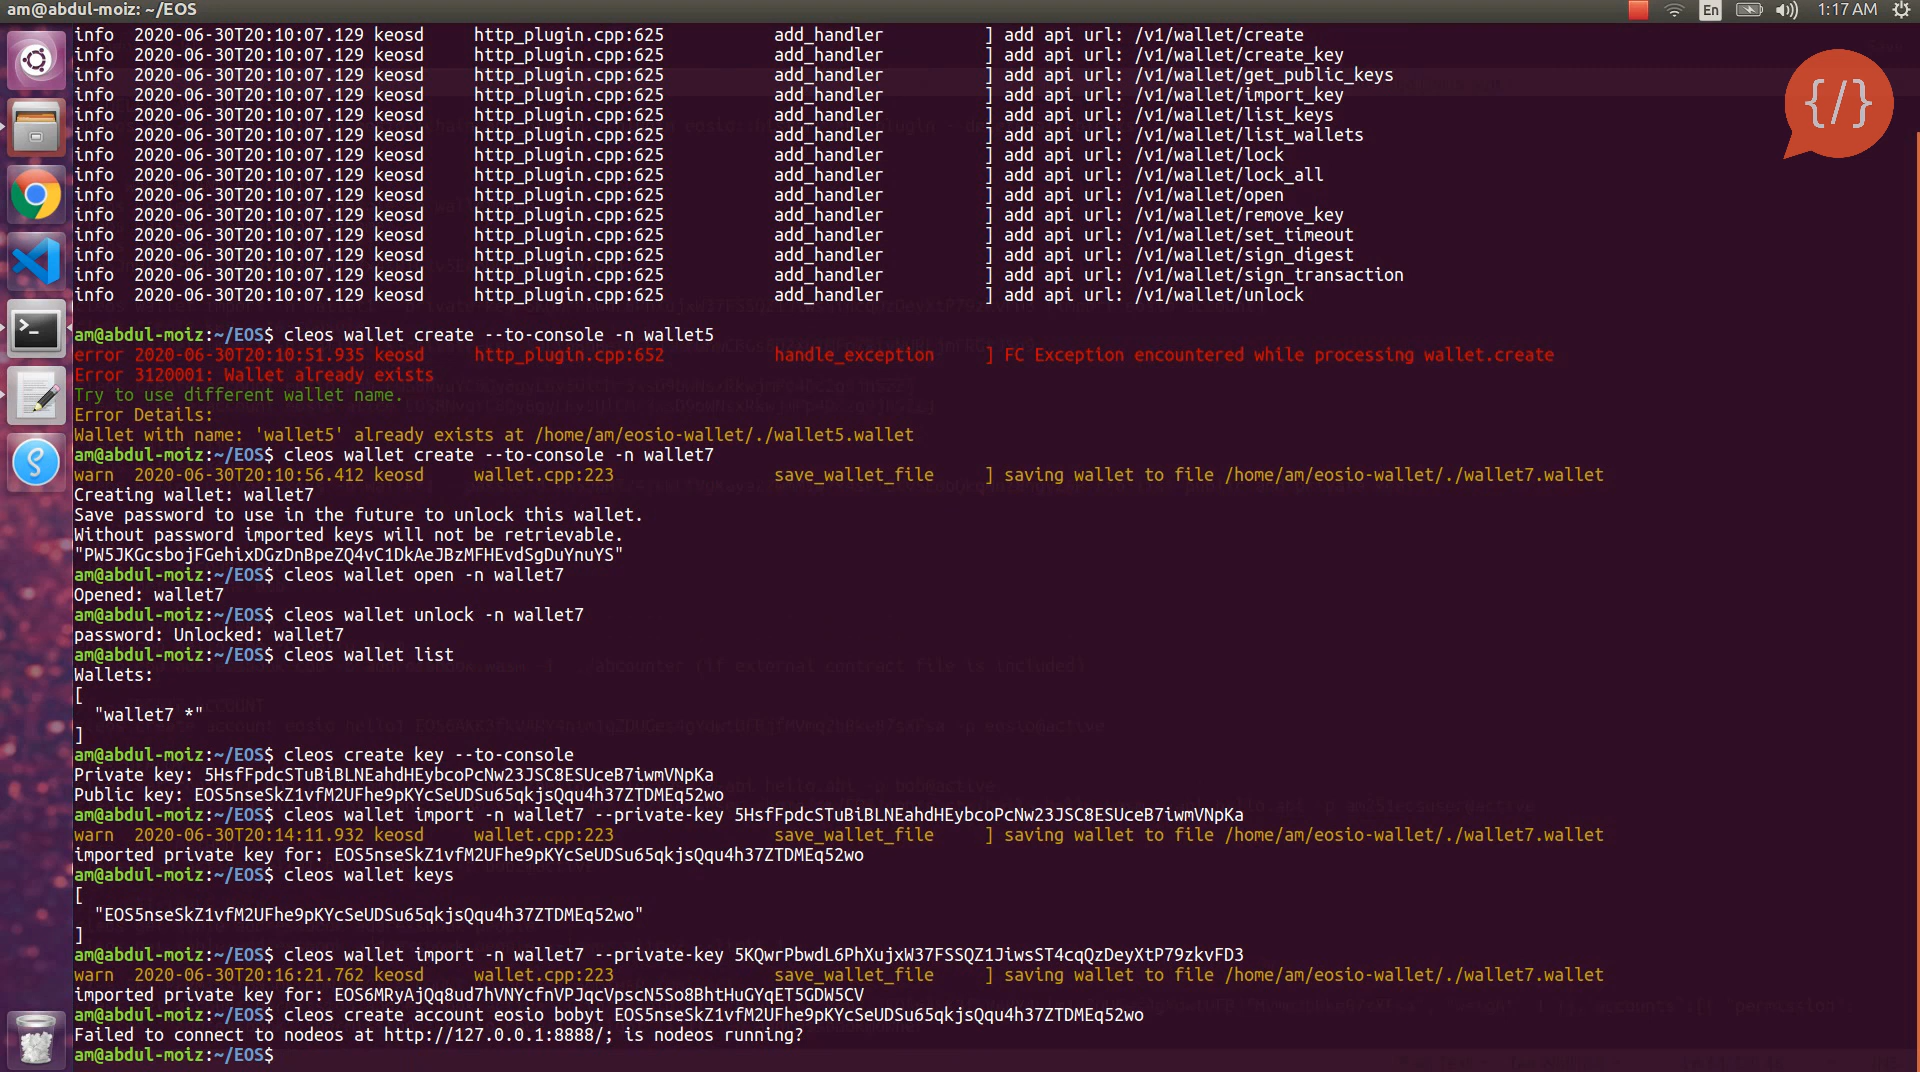 am@abdul-moiz: ~/EOS
En
1:17 AM
{/}
info 2020-06-30T20:10:07.129 keosd http_plugin.cpp:625 add_handler ] add api url: /v1/wallet/create
info 2020-06-30T20:10:07.129 keosd http_plugin.cpp:625 add_handler ] add api url: /v1/wallet/create_key
info 2020-06-30T20:10:07.129 keosd http_plugin.cpp:625 add_handler ] add api url: /v1/wallet/get_public_keys
info 2020-06-30T20:10:07.129 keosd http_plugin.cpp:625 add_handler ] add api url: /v1/wallet/import_key
info 2020-06-30T20:10:07.129 keosd http_plugin.cpp:625 add_handler ] add api url: /v1/wallet/list_keys
info 2020-06-30T20:10:07.129 keosd http_plugin.cpp:625 add_handler ] add api url: /v1/wallet/list_wallets
info 2020-06-30T20:10:07.129 keosd http_plugin.cpp:625 add_handler ] add api url: /v1/wallet/lock
info 2020-06-30T20:10:07.129 keosd http_plugin.cpp:625 add_handler ] add api url: /v1/wallet/lock_all
info 2020-06-30T20:10:07.129 keosd http_plugin.cpp:625 add_handler ] add api url: /v1/wallet/open
info 2020-06-30T20:10:07.129 keosd http_plugin.cpp:625 add_handler ] add api url: /v1/wallet/remove_key
info 2020-06-30T20:10:07.129 keosd http_plugin.cpp:625 add_handler ] add api url: /v1/wallet/set_timeout
info 2020-06-30T20:10:07.129 keosd http_plugin.cpp:625 add_handler ] add api url: /v1/wallet/sign_digest
info 2020-06-30T20:10:07.129 keosd http_plugin.cpp:625 add_handler ] add api url: /v1/wallet/sign_transaction
info 2020-06-30T20:10:07.129 keosd http_plugin.cpp:625 add_handler ] add api url: /v1/wallet/unlock
am@abdul-moiz:~/EOS$ cleos wallet create --to-console -n wallet5
error 2020-06-30T20:10:51.935 keosd http_plugin.cpp:652 handle_exception ] FC Exception encountered while processing wallet.create
Error 3120001: Wallet already exists
Try to use different wallet name.
Error Details:
Wallet with name: 'wallet5' already exists at /home/am/eosio-wallet/./wallet5.wallet
am@abdul-moiz:~/EOS$ cleos wallet create --to-console -n wallet7
warn 2020-06-30T20:10:56.412 keosd wallet.cpp:223 save_wallet_file ] saving wallet to file /home/am/eosio-wallet/./wallet7.wallet
Creating wallet: wallet7
Save password to use in the future to unlock this wallet.
Without password imported keys will not be retrievable.
"PW5JKGcsbojFGehixDGzDnBpeZQ4vC1DkAeJBzMFHEvdSgDuYnuYS"
am@abdul-moiz:~/EOS$ cleos wallet open -n wallet7
Opened: wallet7
am@abdul-moiz:~/EOS$ cleos wallet unlock -n wallet7
password: Unlocked: wallet7
am@abdul-moiz:~/EOS$ cleos wallet list
Wallets:
[
"wallet7 *"
]
am@abdul-moiz:~/EOS$ cleos create key --to-console
Private key: 5HsfFpdcSTuBiBLNEahdHEybcoPcNw23JSC8ESUceB7iwmVNpKa
Public key: EOS5nseSkZ1vfM2UFhe9pKYcSeUDSu65qkjsQqu4h37ZTDMEq52wo
am@abdul-moiz:~/EOS$ cleos wallet import -n wallet7 --private-key 5HsfFpdcSTuBiBLNEahdHEybcoPcNw23JSC8ESUceB7iwmVNpKa
warn 2020-06-30T20:14:11.932 keosd wallet.cpp:223 save_wallet_file ] saving wallet to file /home/am/eosio-wallet/./wallet7.wallet
imported private key for: EOS5nseSkZ1vfM2UFhe9pKYcSeUDSu65qkjsQqu4h37ZTDMEq52wo
am@abdul-moiz:~/EOS$ cleos wallet keys
[
"EOS5nseSkZ1vfM2UFhe9pKYcSeUDSu65qkjsQqu4h37ZTDMEq52wo"
]
am@abdul-moiz:~/EOS$ cleos wallet import -n wallet7 --private-key 5KQwrPbwdL6PhXujxW37FSSQZ1JiwsST4cqQzDeyXtP79zkvFD3
warn 2020-06-30T20:16:21.762 keosd wallet.cpp:223 save_wallet_file ] saving wallet to file /home/am/eosio-wallet/./wallet7.wallet
imported private key for: EOS6MRyAjQq8ud7hVNYcfnVPJqcVpscN5So8BhtHuGYqET5GDW5CV
am@abdul-moiz:~/EOS$ cleos create account eosio bobyt EOS5nseSkZ1vfM2UFhe9pKYcSeUDSu65qkjsQqu4h37ZTDMEq52wo
Failed to connect to nodeos at http://127.0.0.1:8888/; is nodeos running?
am@abdul-moiz:~/EOS$